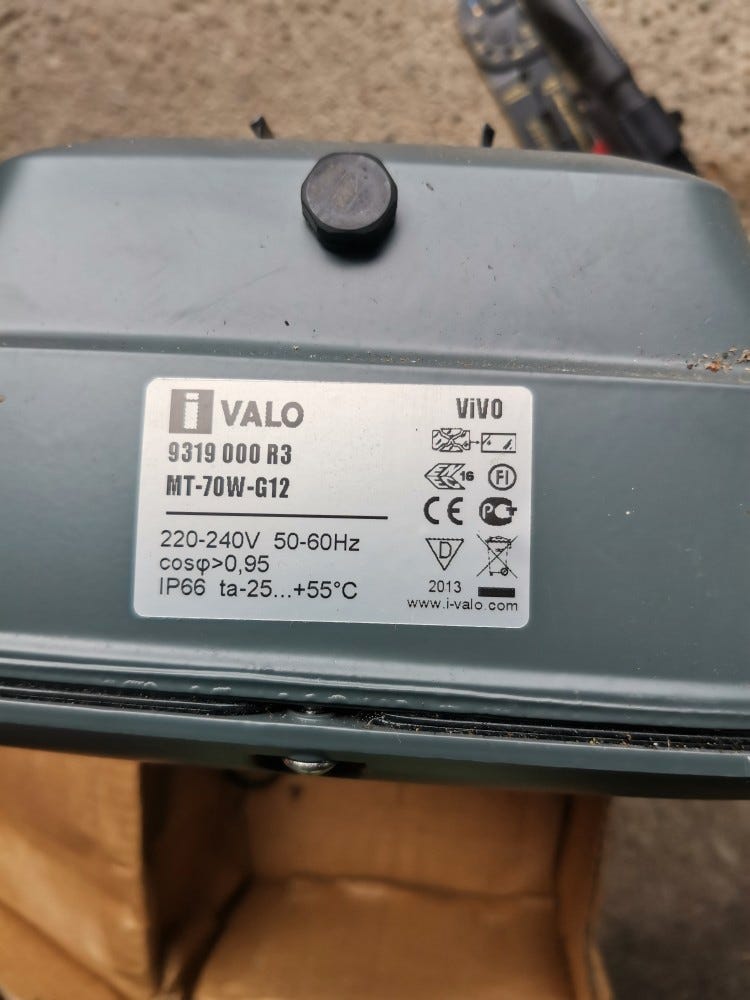 i VALO
ViVO
9319 000 R3
MT-70W-G12
16
FI
220-240V 50-60Hz
cosφ>0,95
IP66 ta-25...+55°C
CE
PCT
D
2013
www.i-valo.com